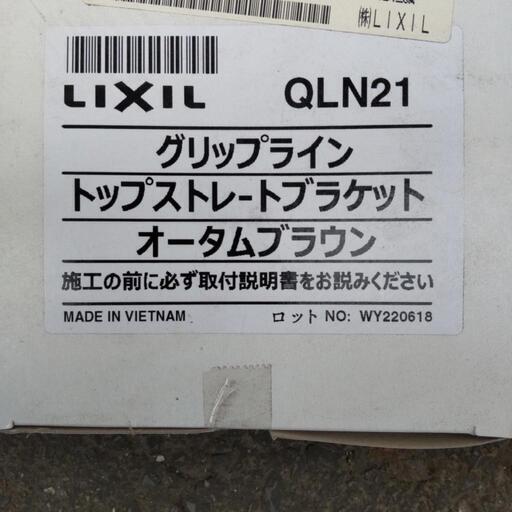 ㈱LIXIL
LIXIL QLN21
グリップライン
トップストレートブラケット
オータムブラウン
施工の前に必ず取付説明書をお読みください
MADE IN VIETNAM ロット NO: WY220618